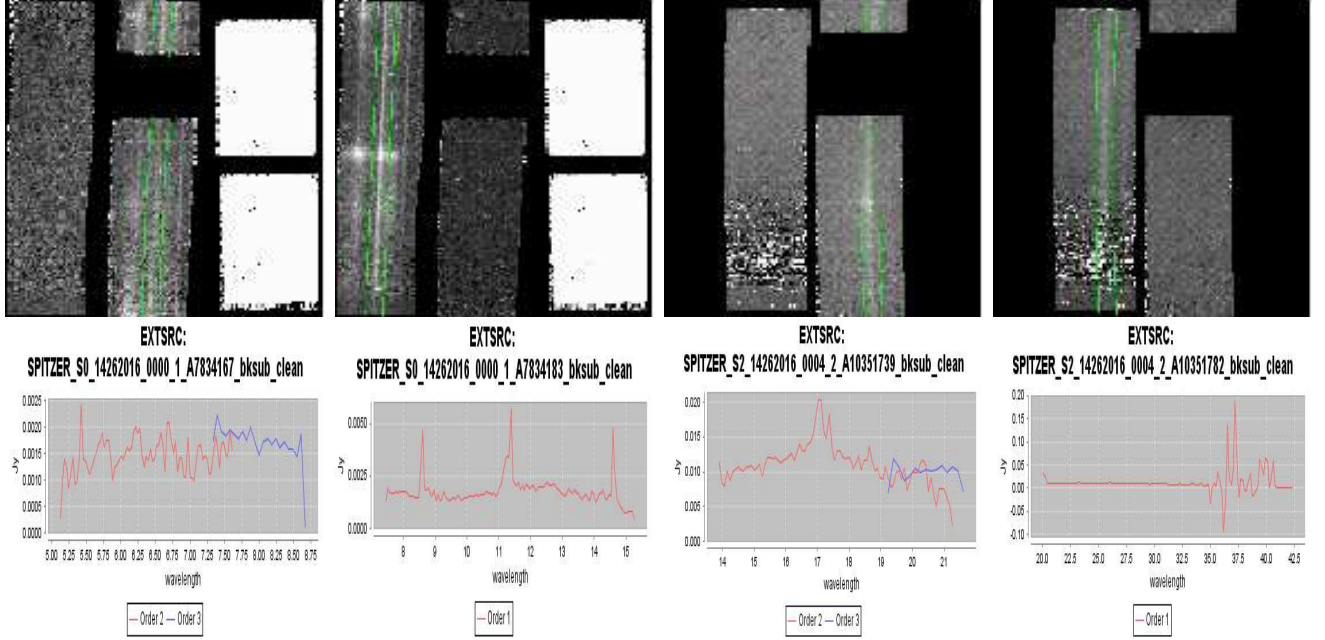 EXTSRC:
SPITZER_S0_14262016_0000_1_A7834167_bksub_clean
0.0025
0.0020
0.0015
0.0010
0.0005
0.0000
Jy
5.00 5.25 5.50 5.75 6.00 6.25 6.50 6.75 7.00 7.25 7.50 7.75 8.00 8.25 8.50 8.75
wavelength
Order 2 Order 3
EXTSRC:
SPITZER_S0_14262016_0000_1_A7834183_bksub_clean
0.0050
0.0025
0.0000
Jy
8 9 10 11 12 13 14 15
wavelength
Order 1
EXTSRC:
SPITZER_S2_14262016_0004_2_A10351739_bksub_clean
0.020
0.015
0.010
0.005
0.000
Jy
14 15 16 17 18 19 20 21
wavelength
Order 2 Order 3
EXTSRC:
SPITZER_S2_14262016_0004_2_A10351782_bksub_clean
0.20
0.15
0.10
0.05
0.00
-0.05
-0.10
Jy
20.0 22.5 25.0 27.5 30.0 32.5 35.0 37.5 40.0 42.5
wavelength
Order 1